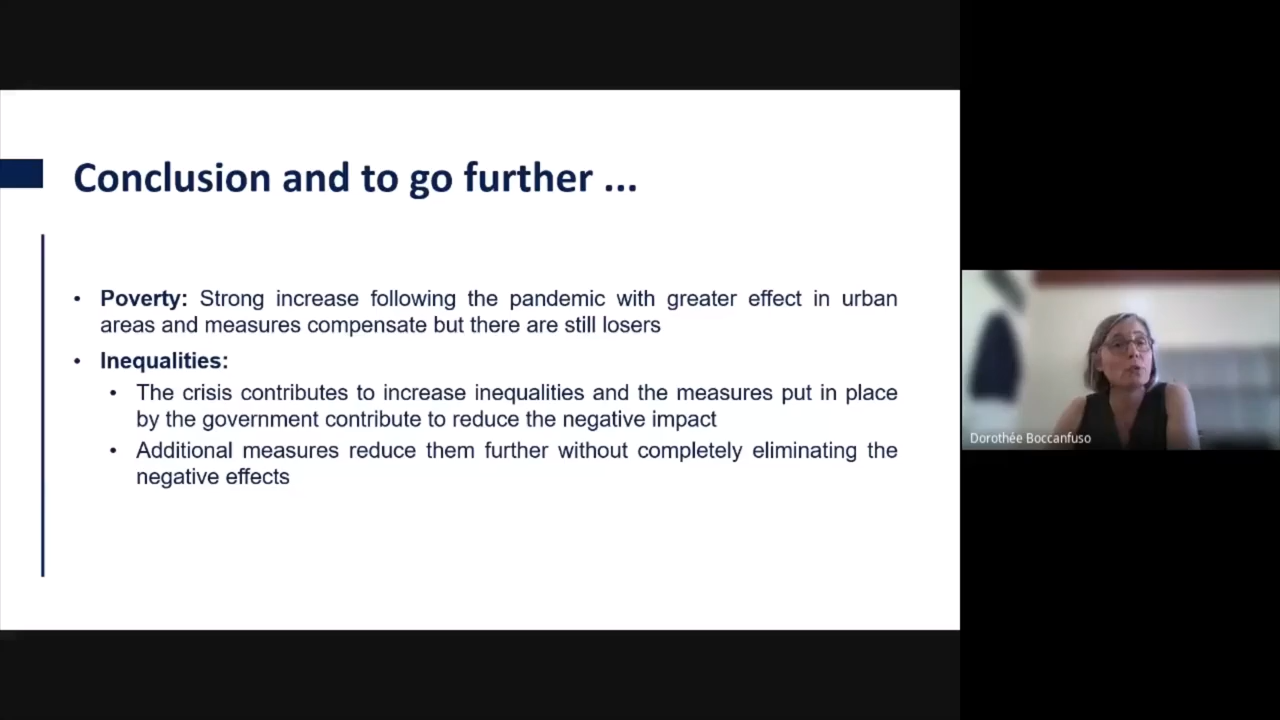 Conclusion and to go further ...
• Poverty: Strong increase following the pandemic with greater effect in urban
areas and measures compensate but there are still losers
• Inequalities:
• The crisis contributes to increase inequalities and the measures put in place
by the government contribute to reduce the negative impact
• Additional measures reduce them further without completely eliminating the
negative effects
Dorothée Boccanfuso